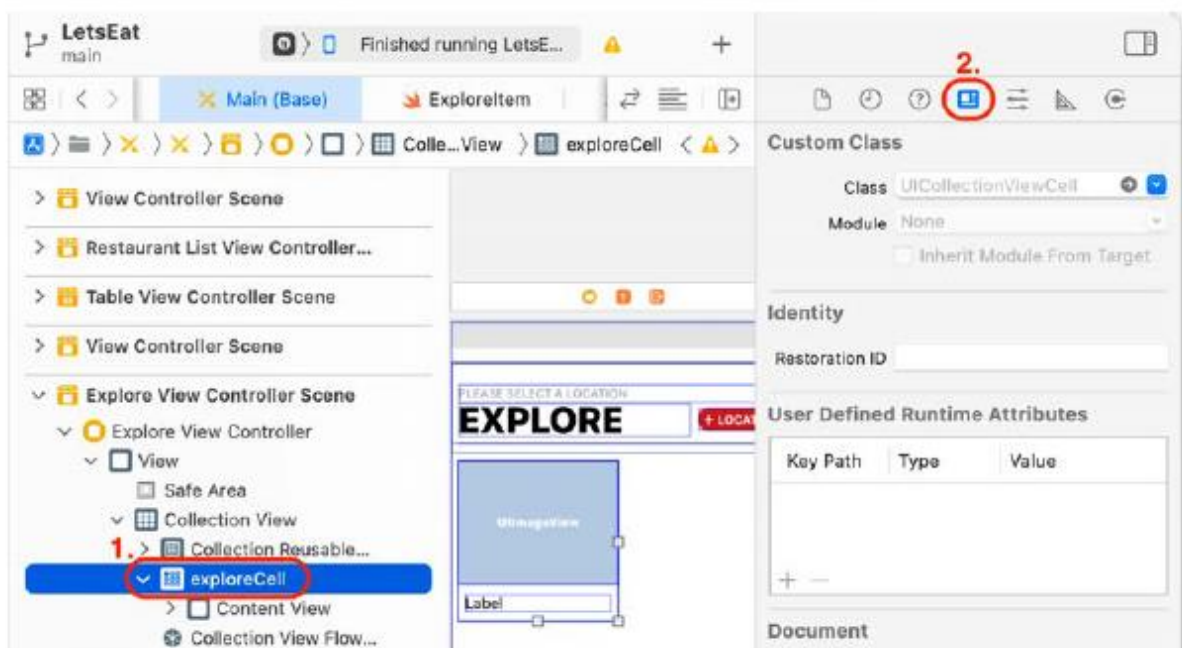 LetsEat
main
Finished running LetsE...
2.
Main (Base)
ExploreItem
Colle...View
exploreCell
Custom Class
Class UICollectionViewCell
Module None
Inherit Module From Target
View Controller Scene
Restaurant List View Controller...
Table View Controller Scene
View Controller Scene
Identity
Restoration ID
Explore View Controller Scene
Explore View Controller
View
Safe Area
Collection View
1.
Collection Reusable...
exploreCell
Content View
Collection View Flow...
PLEASE SELECT A LOCATION
EXPLORE
+ LOCAT
UIImageView
Label
User Defined Runtime Attributes
Key Path Type Value
Document